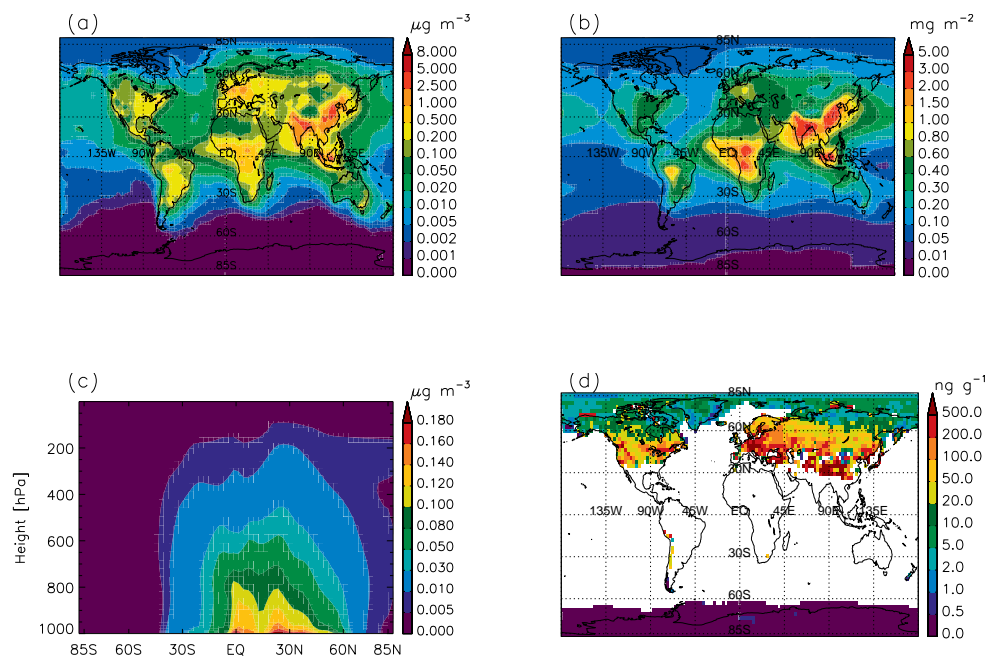 (a)
μg m⁻³
85N
60N
30N
135W 90W 45W EQ 45E 90E 135E
30S
60S
85S
8.000
5.000
2.000
1.000
0.500
0.200
0.100
0.050
0.020
0.010
0.005
0.002
0.001
0.000
(b)
mg m⁻²
85N
60N
30N
135W 90W 45W EQ 45E 90E 135E
30S
60S
85S
5.00
3.00
2.00
1.50
1.00
0.80
0.60
0.40
0.30
0.20
0.10
0.05
0.01
0.00
(c)
μg m⁻³
Height [hPa]
200
400
600
800
1000
85S 60S 30S EQ 30N 60N 85N
0.180
0.160
0.140
0.120
0.100
0.080
0.050
0.030
0.010
0.005
0.000
(d)
ng g⁻¹
85N
60N
30N
135W 90W 45W EQ 45E 90E 135E
30S
60S
85S
500.0
200.0
100.0
50.0
20.0
10.0
5.0
2.0
1.0
0.5
0.0